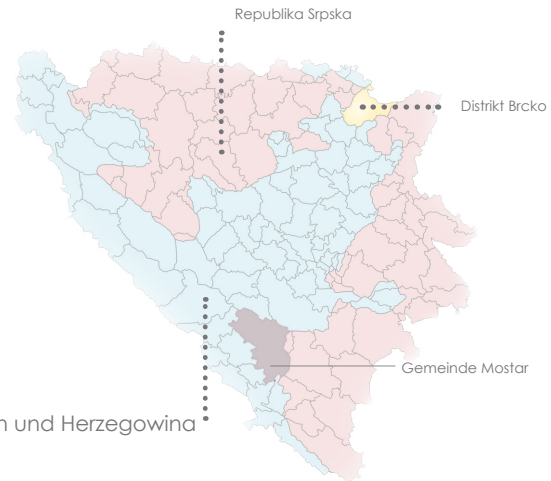 Republika Srpska
Distrikt Brcko
Gemeinde Mostar
und Herzegowina